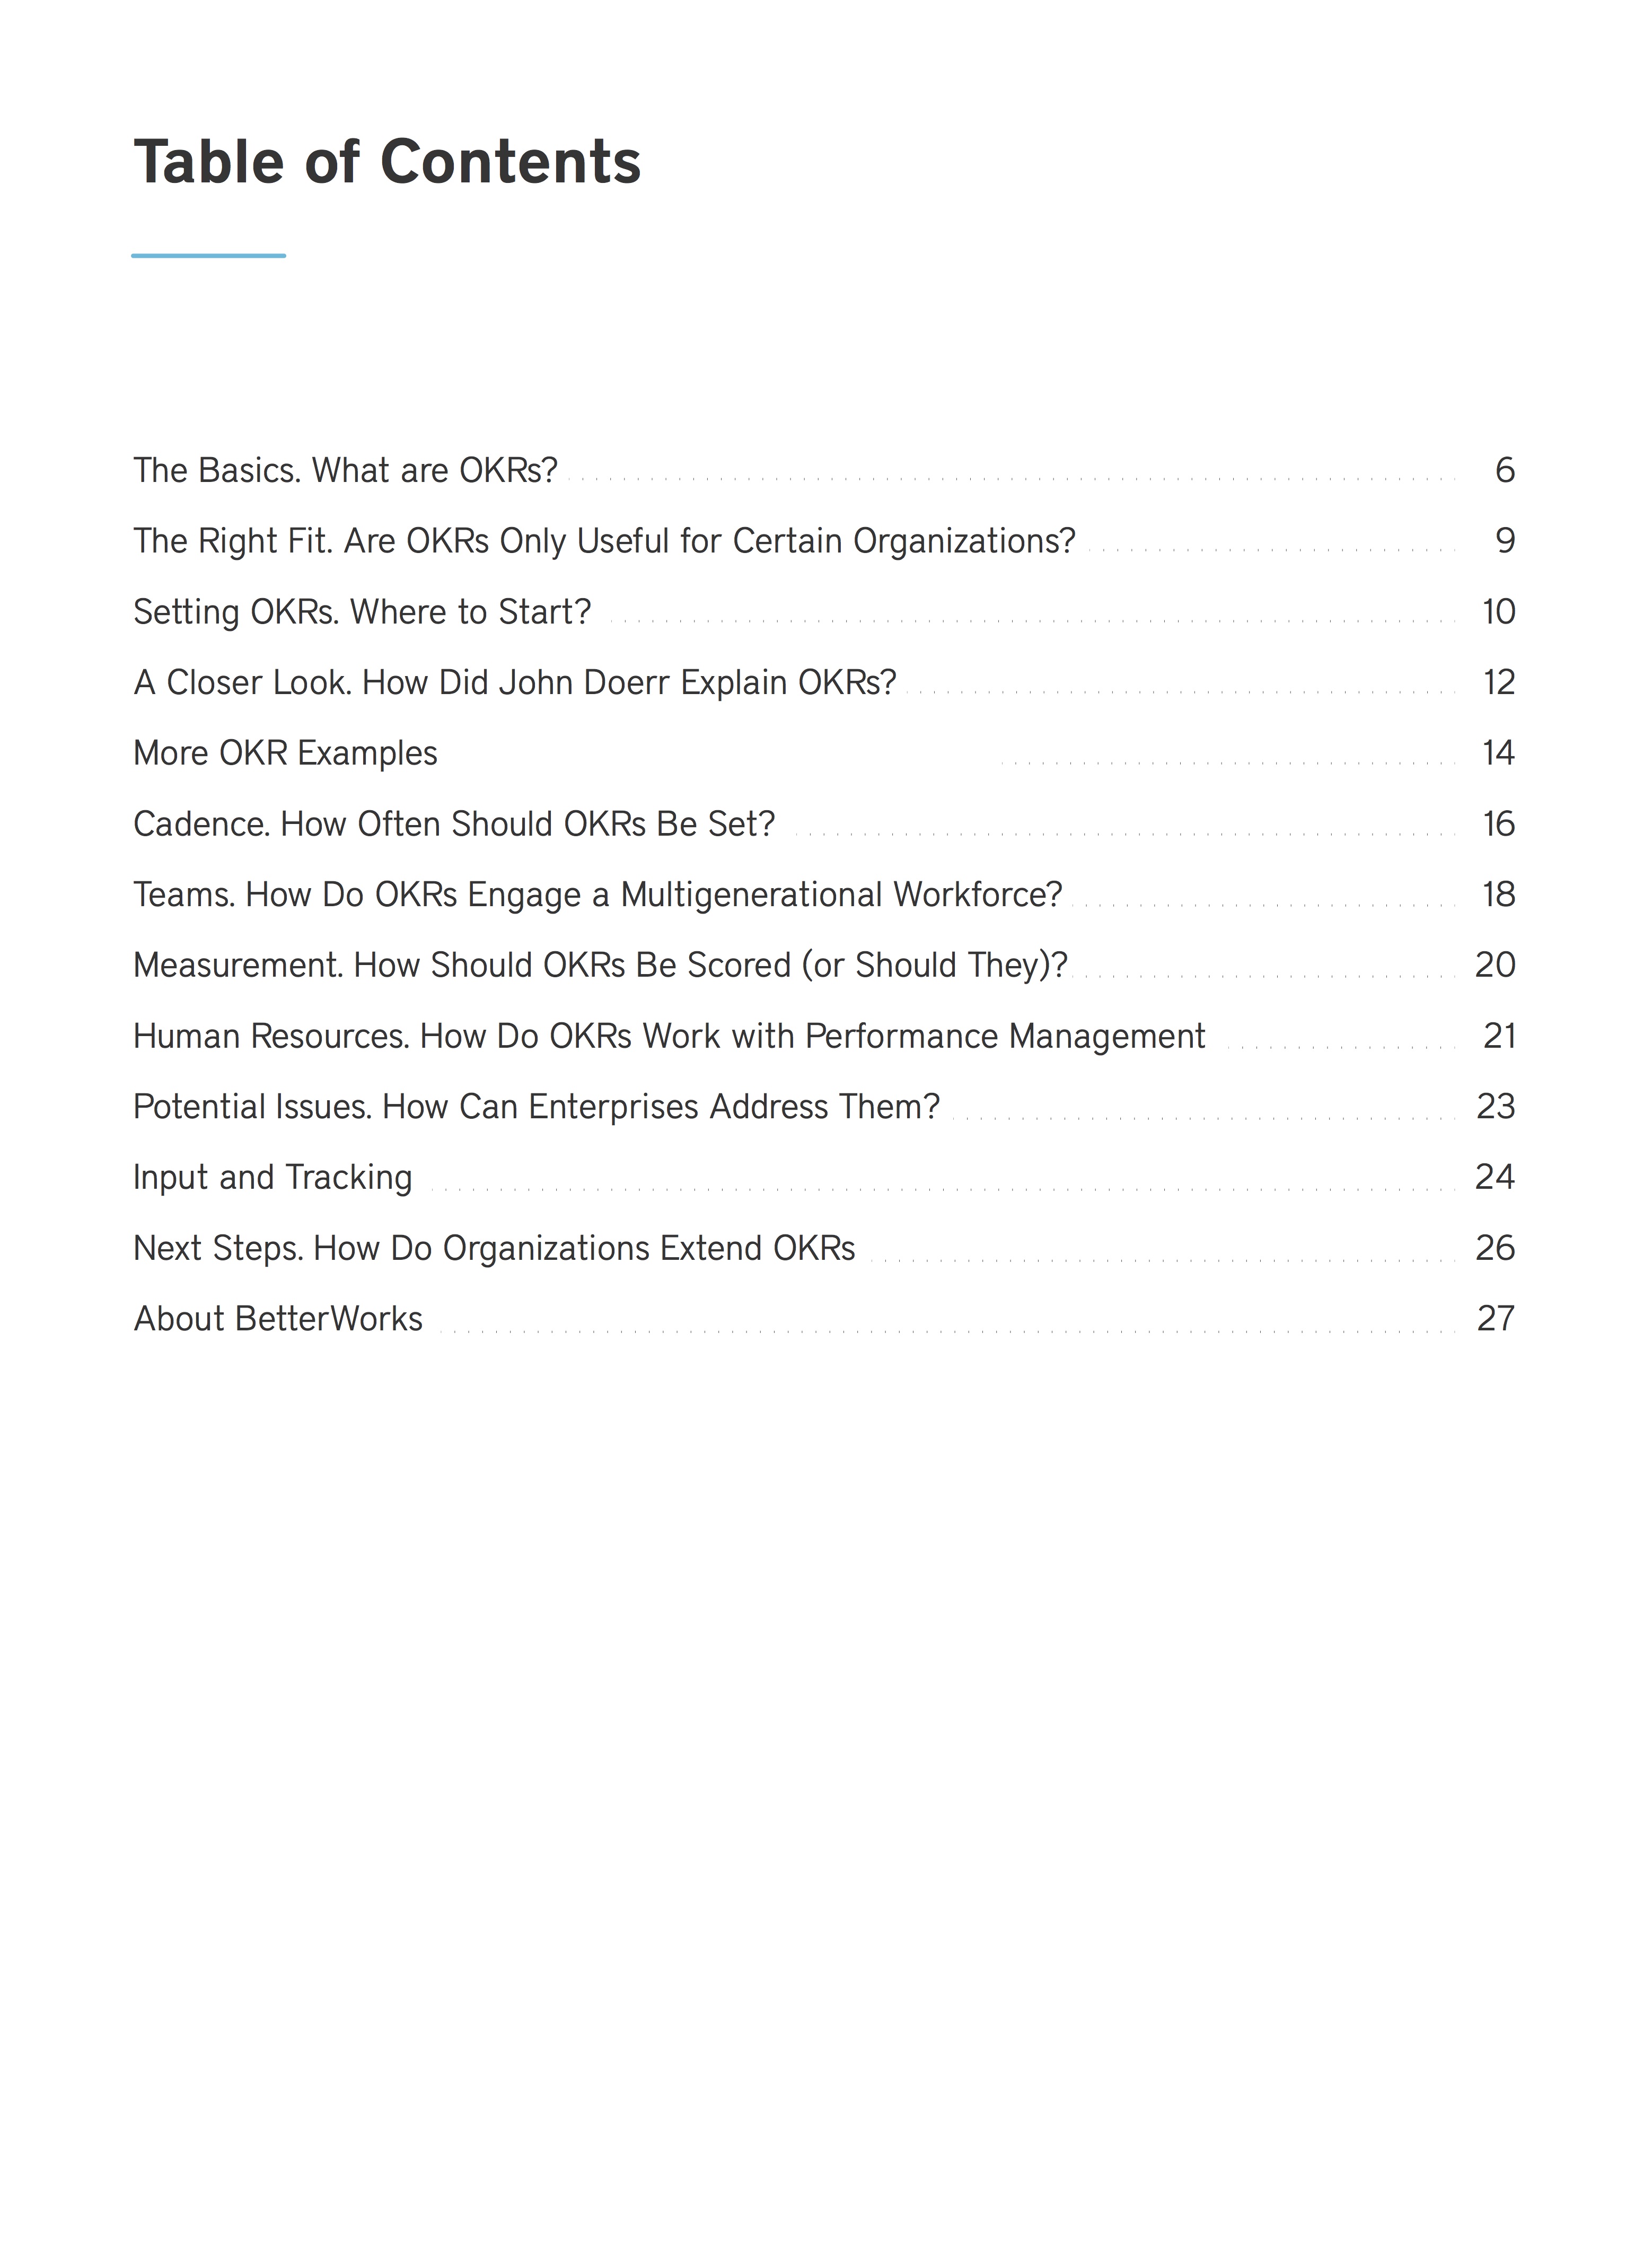 Table of Contents
The Basics. What are OKRs? 6
The Right Fit. Are OKRs Only Useful for Certain Organizations? 9
Setting OKRs. Where to Start? 10
A Closer Look. How Did John Doerr Explain OKRs? 12
More OKR Examples 14
Cadence. How Often Should OKRs Be Set? 16
Teams. How Do OKRs Engage a Multigenerational Workforce? 18
Measurement. How Should OKRs Be Scored (or Should They)? 20
Human Resources. How Do OKRs Work with Performance Management 21
Potential Issues. How Can Enterprises Address Them? 23
Input and Tracking 24
Next Steps. How Do Organizations Extend OKRs 26
About BetterWorks 27